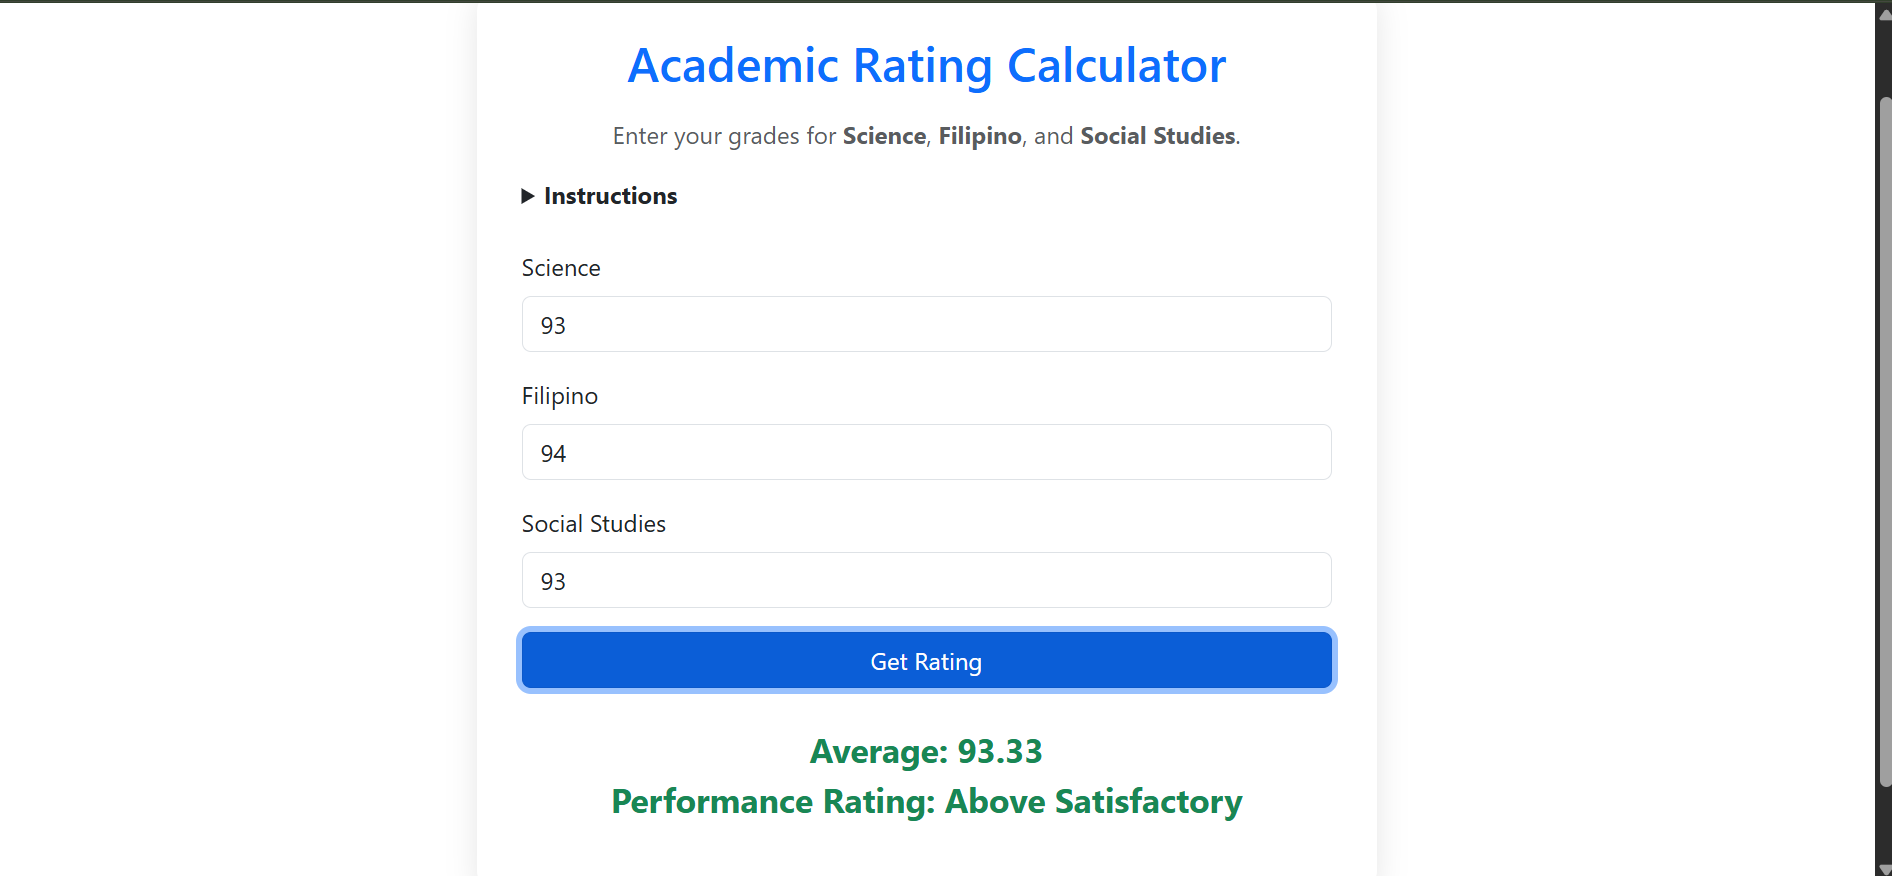 Academic Rating Calculator
Enter your grades for Science, Filipino, and Social Studies.
Instructions
Science
93
Filipino
94
Social Studies
93
Get Rating
Average: 93.33
Performance Rating: Above Satisfactory